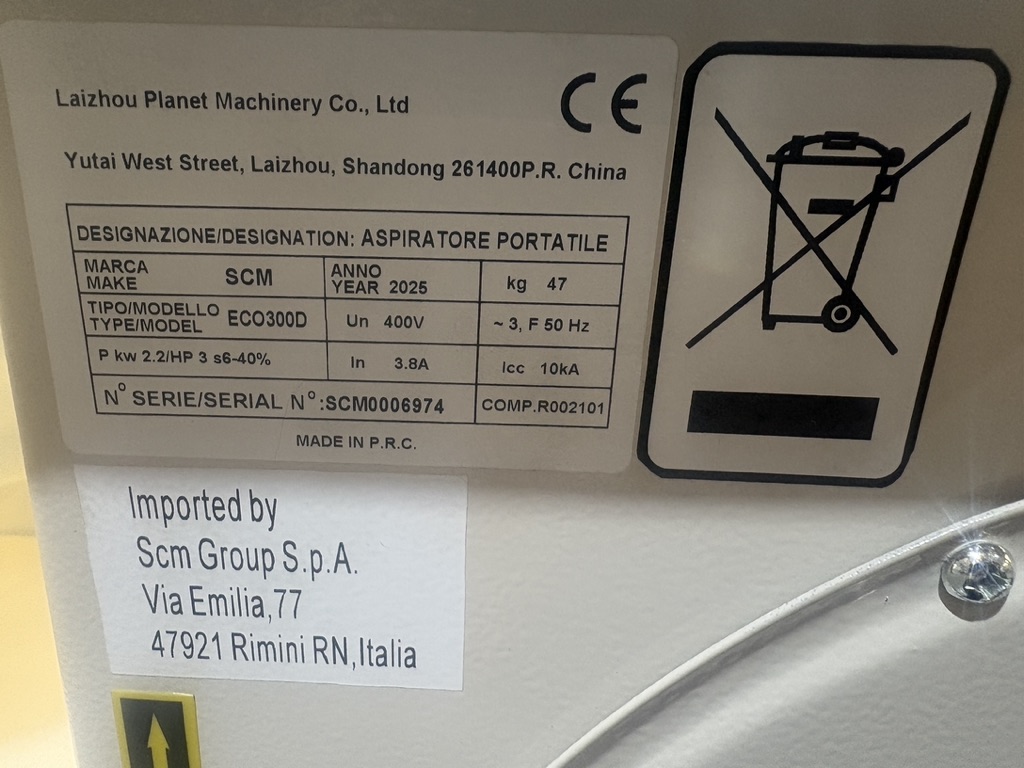 Laizhou Planet Machinery Co., Ltd
CE
Yutai West Street, Laizhou, Shandong 261400P.R. China
DESIGNAZIONE/DESIGNATION: ASPIRATORE PORTATILE
MARCA
MAKE SCM
ANNO
YEAR 2025
kg 47
TIPO/MODELLO
TYPE/MODEL ECO300D
Un 400V
~ 3, F 50 Hz
P kw 2.2/HP 3 s6-40%
In 3.8A
Icc 10kA
N° SERIE/SERIAL N°:SCM0006974
COMP.R002101
MADE IN P.R.C.
Imported by
Scm Group S.p.A.
Via Emilia,77
47921 Rimini RN,Italia